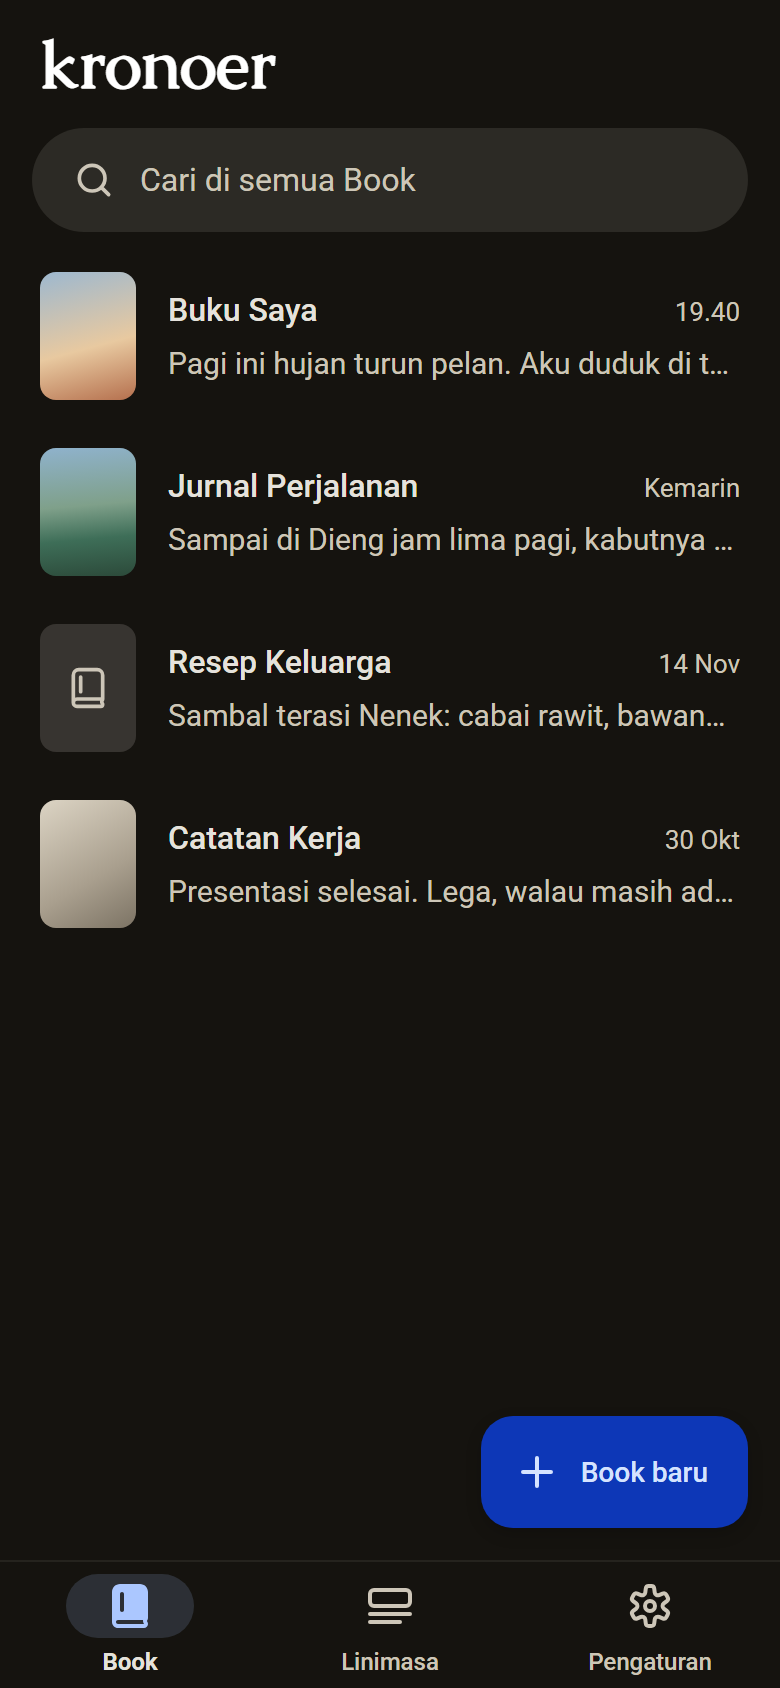 kronoer
Cari di semua Book
Buku Saya 19.40
Pagi ini hujan turun pelan. Aku duduk di t...
Jurnal Perjalanan Kemarin
Sampai di Dieng jam lima pagi, kabutnya ...
Resep Keluarga 14 Nov
Sambal terasi Nenek: cabai rawit, bawan...
Catatan Kerja 30 Okt
Presentasi selesai. Lega, walau masih ad...
Book baru
Book Linimasa Pengaturan